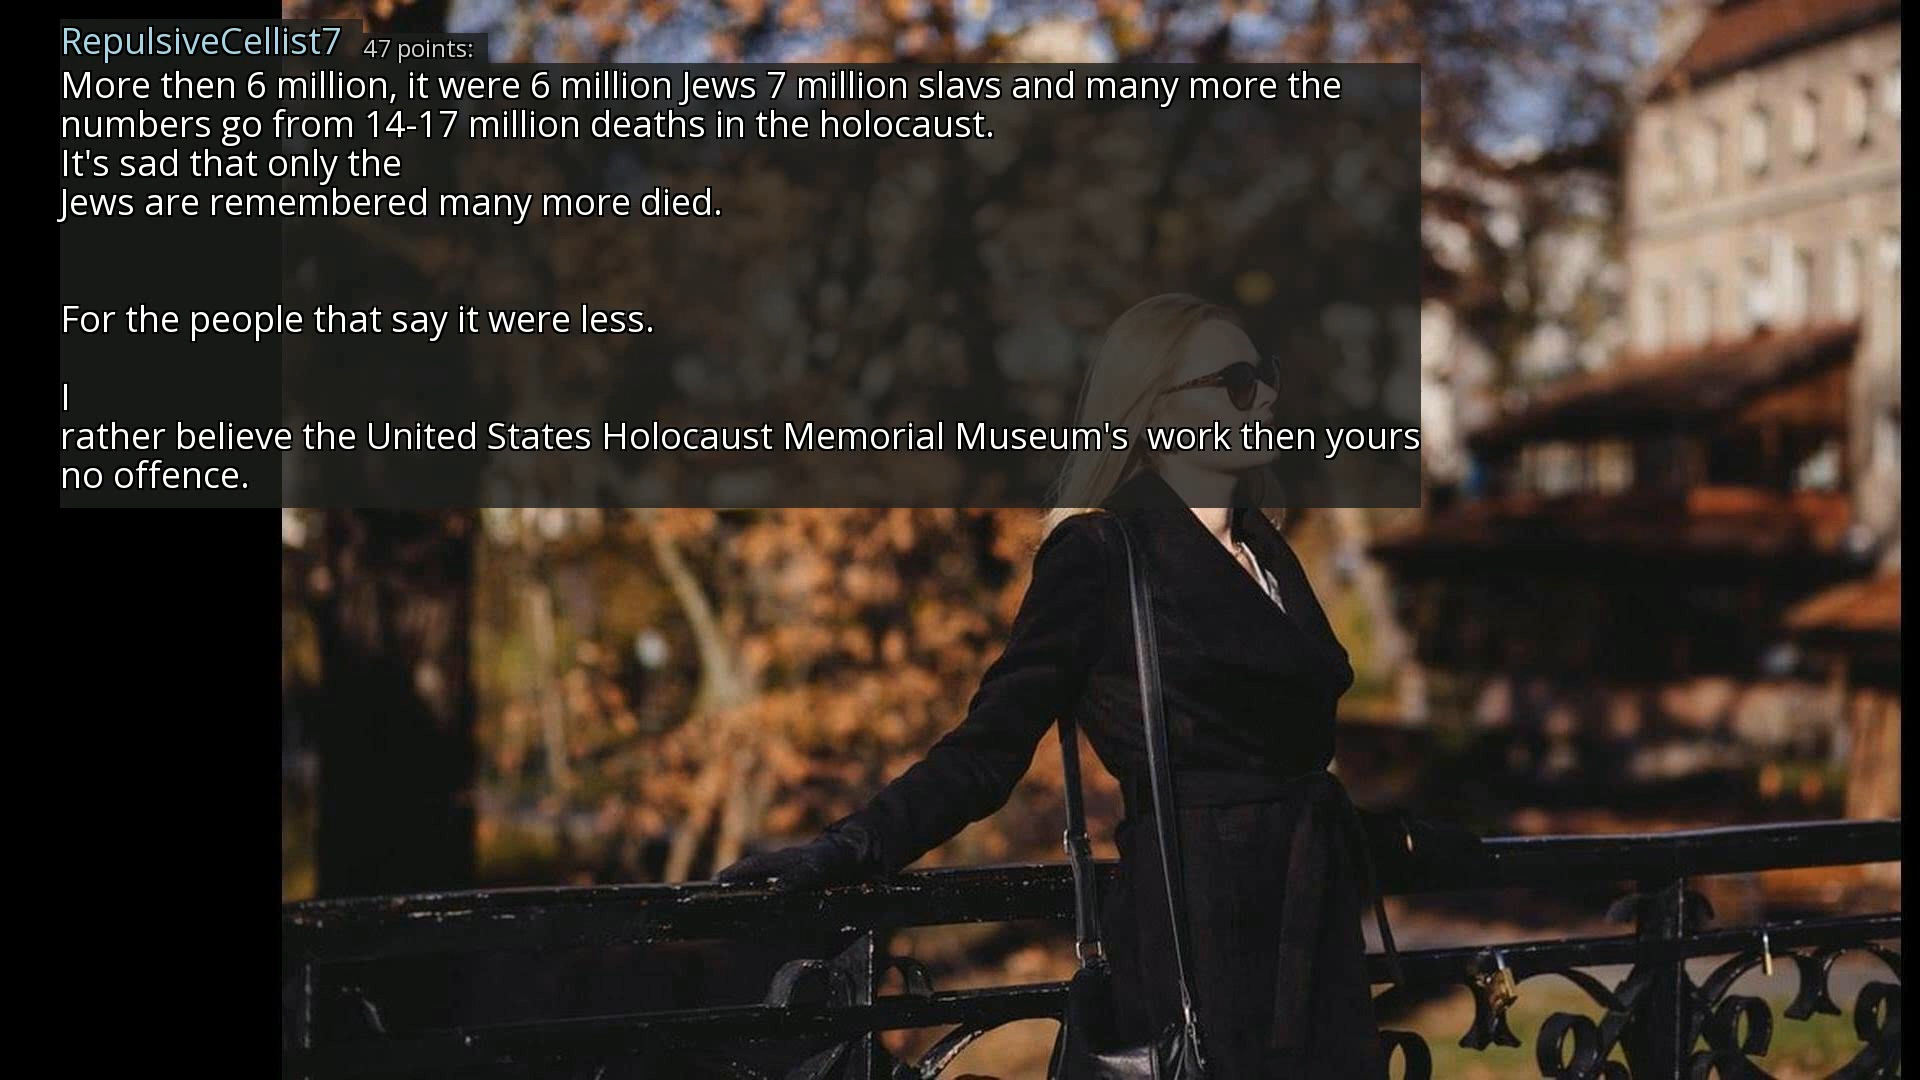 RepulsiveCellist7 47 points:
More then 6 million, it were 6 million Jews 7 million slavs and many more the
numbers go from 14-17 million deaths in the holocaust.
It's sad that only the
Jews are remembered many more died.
For the people that say it were less.
I
rather believe the United States Holocaust Memorial Museum's  work then yours
no offence.